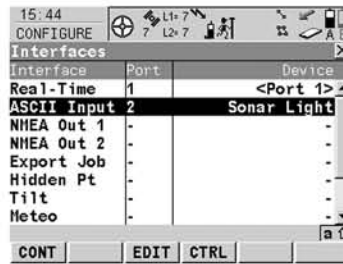 15:44
CONFIGURE
7 L1= 7
L2= 7
Interfaces
Interface Port Device
Real-Time 1 <Port 1>
ASCII Input 2 Sonar Light
NMEA Out 1 - -
NMEA Out 2 - -
Export Job - -
Hidden Pt - -
Tilt - -
Meteo - -
a
CONT EDIT CTRL